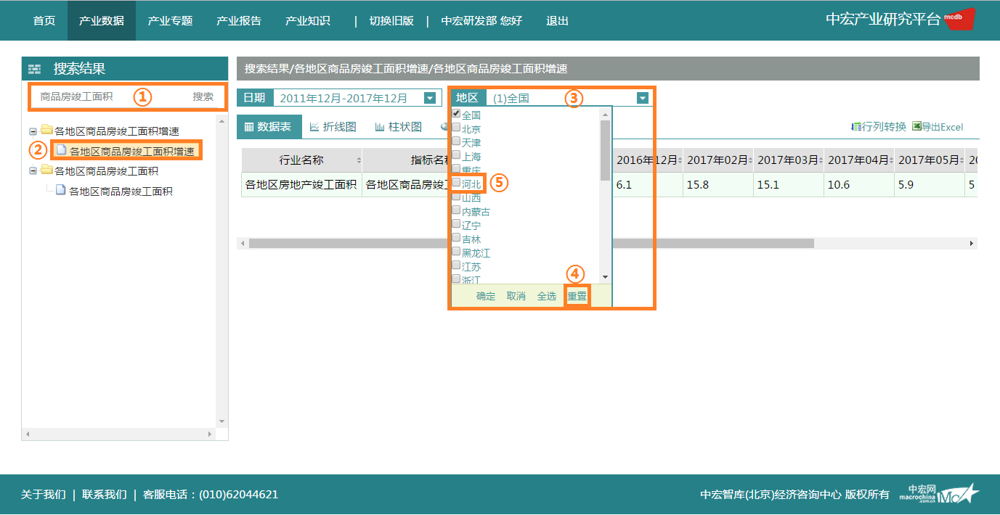 首页 产业数据 产业专题 产业报告 产业知识 | 切换旧版 | 中宏研发部 您好 退出
中宏产业研究平台 mcdb
搜索结果
商品房竣工面积 ① 搜索
各地区商品房竣工面积增速
② 各地区商品房竣工面积增速
各地区商品房竣工面积
各地区商品房竣工面积
搜索结果/各地区商品房竣工面积增速/各地区商品房竣工面积增速
日期 2011年12月-2017年12月 地区 (1)全国 ③
数据表 折线图 柱状图 行列转换 导出Excel
行业名称 指标名 2016年12月 2017年02月 2017年03月 2017年04月 2017年05月 20
各地区房地产竣工面积 各地区商品房竣工 6.1 15.8 15.1 10.6 5.9 5
全国
北京
天津
上海
重庆
河北 ⑤
山西
内蒙古
辽宁
吉林
黑龙江
江苏
浙江
④
确定 取消 全选 重置
关于我们 | 联系我们 | 客服电话：(010)62044621
中宏智库(北京)经济咨询中心 版权所有
中宏网
macrochina
.com.cn